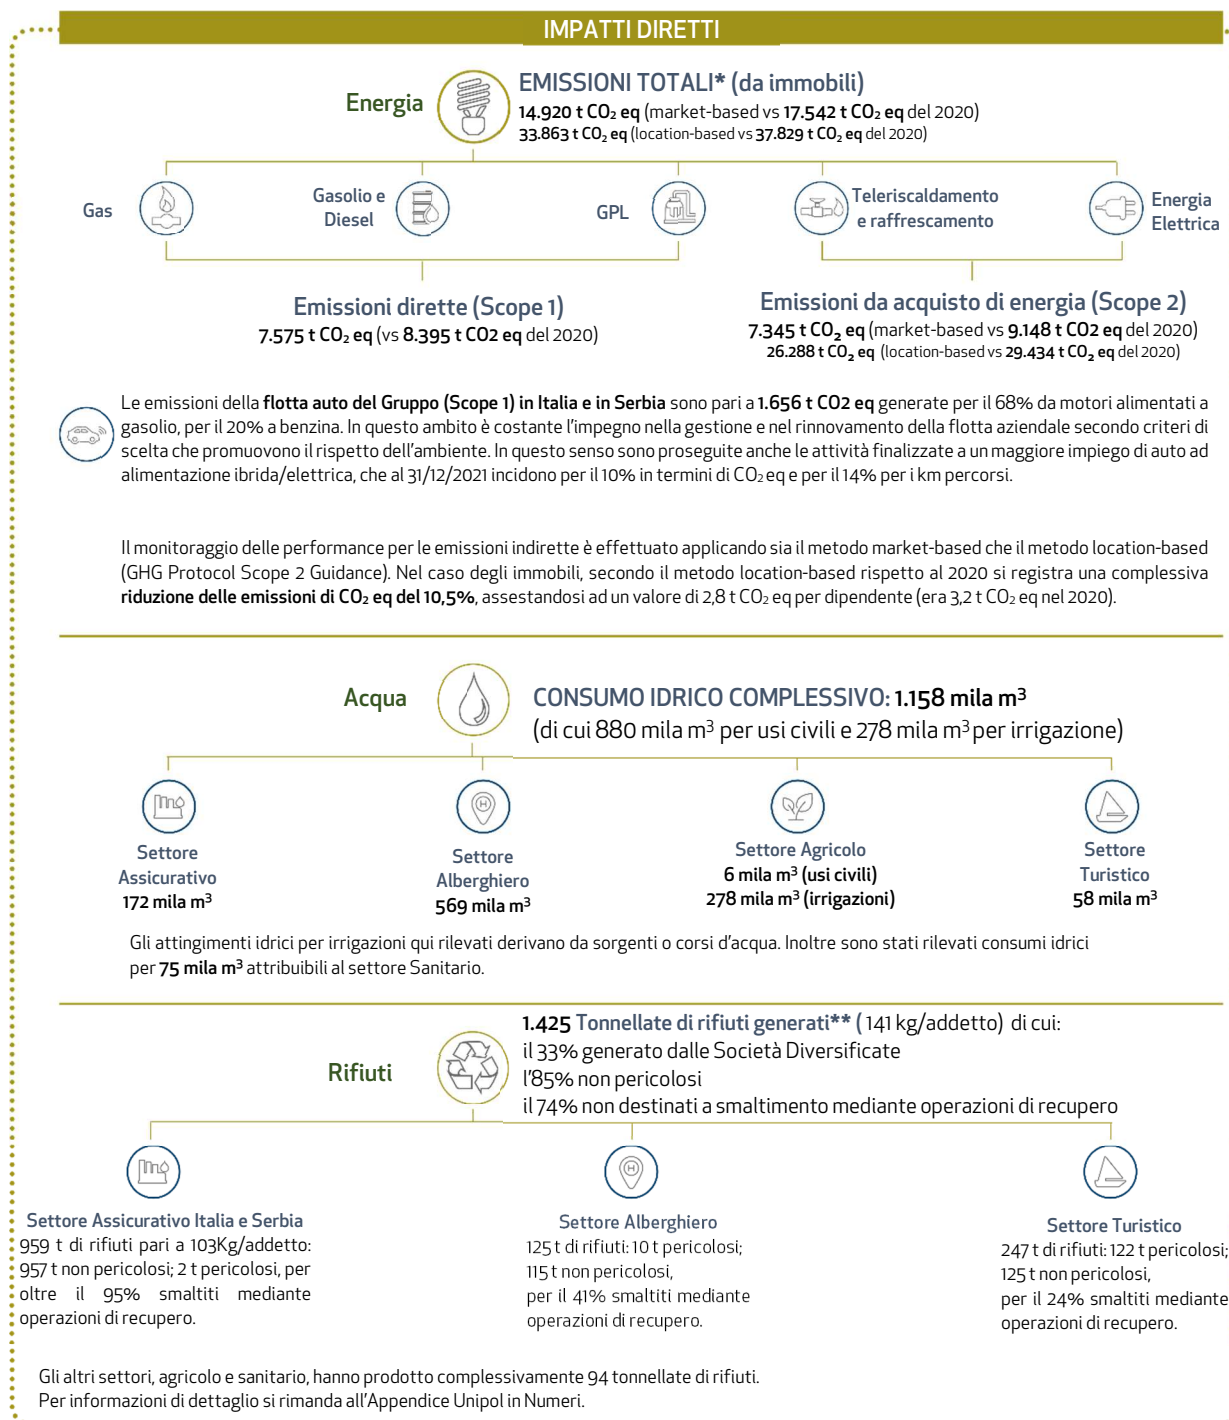 IMPATTI DIRETTI
Energia
EMISSIONI TOTALI* (da immobili)
14.920 t CO₂ eq (market-based vs 17.542 t CO₂ eq del 2020)
33.863 t CO₂ eq (location-based vs 37.829 t CO₂ eq del 2020)
Gas
Gasolio e
Diesel
GPL
Teleriscaldamento
e raffrescamento
Energia
Elettrica
Emissioni dirette (Scope 1)
7.575 t CO₂ eq (vs 8.395 t CO2 eq del 2020)
Emissioni da acquisto di energia (Scope 2)
7.345 t CO₂ eq (market-based vs 9.148 t CO2 eq del 2020)
26.288 t CO₂ eq (location-based vs 29.434 t CO₂ eq del 2020)
Le emissioni della flotta auto del Gruppo (Scope 1) in Italia e in Serbia sono pari a 1.656 t CO2 eq generate per il 68% da motori alimentati a
gasolio, per il 20% a benzina. In questo ambito è costante l'impegno nella gestione e nel rinnovamento della flotta aziendale secondo criteri di
scelta che promuovono il rispetto dell'ambiente. In questo senso sono proseguite anche le attività finalizzate a un maggiore impiego di auto ad
alimentazione ibrida/elettrica, che al 31/12/2021 incidono per il 10% in termini di CO₂ eq e per il 14% per i km percorsi.
Il monitoraggio delle performance per le emissioni indirette è effettuato applicando sia il metodo market-based che il metodo location-based
(GHG Protocol Scope 2 Guidance). Nel caso degli immobili, secondo il metodo location-based rispetto al 2020 si registra una complessiva
riduzione delle emissioni di CO₂ eq del 10,5%, assestandosi ad un valore di 2,8 t CO₂ eq per dipendente (era 3,2 t CO₂ eq nel 2020).
Acqua
CONSUMO IDRICO COMPLESSIVO: 1.158 mila m³
(di cui 880 mila m³ per usi civili e 278 mila m³ per irrigazione)
Settore
Assicurativo
172 mila m³
Settore
Alberghiero
569 mila m³
Settore Agricolo
6 mila m³ (usi civili)
278 mila m³ (irrigazioni)
Settore
Turistico
58 mila m³
Gli attingimenti idrici per irrigazioni qui rilevati derivano da sorgenti o corsi d'acqua. Inoltre sono stati rilevati consumi idrici
per 75 mila m³ attribuibili al settore Sanitario.
Rifiuti
1.425 Tonnellate di rifiuti generati** ( 141 kg/addetto) di cui:
il 33% generato dalle Società Diversificate
l'85% non pericolosi
il 74% non destinati a smaltimento mediante operazioni di recupero
Settore Assicurativo Italia e Serbia
959 t di rifiuti pari a 103Kg/addetto:
957 t non pericolosi; 2 t pericolosi, per
oltre il 95% smaltiti mediante
operazioni di recupero.
Settore Alberghiero
125 t di rifiuti: 10 t pericolosi;
115 t non pericolosi,
per il 41% smaltiti mediante
operazioni di recupero.
Settore Turistico
247 t di rifiuti: 122 t pericolosi;
125 t non pericolosi,
per il 24% smaltiti mediante
operazioni di recupero.
Gli altri settori, agricolo e sanitario, hanno prodotto complessivamente 94 tonnellate di rifiuti.
Per informazioni di dettaglio si rimanda all'Appendice Unipol in Numeri.